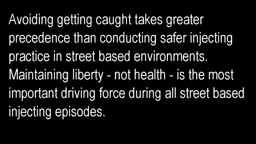 Avoiding getting caught takes greater
precedence than conducting safer injecting
practice in street based environments.
Maintaining liberty - not health - is the most
important driving force during all street based
injecting episodes.